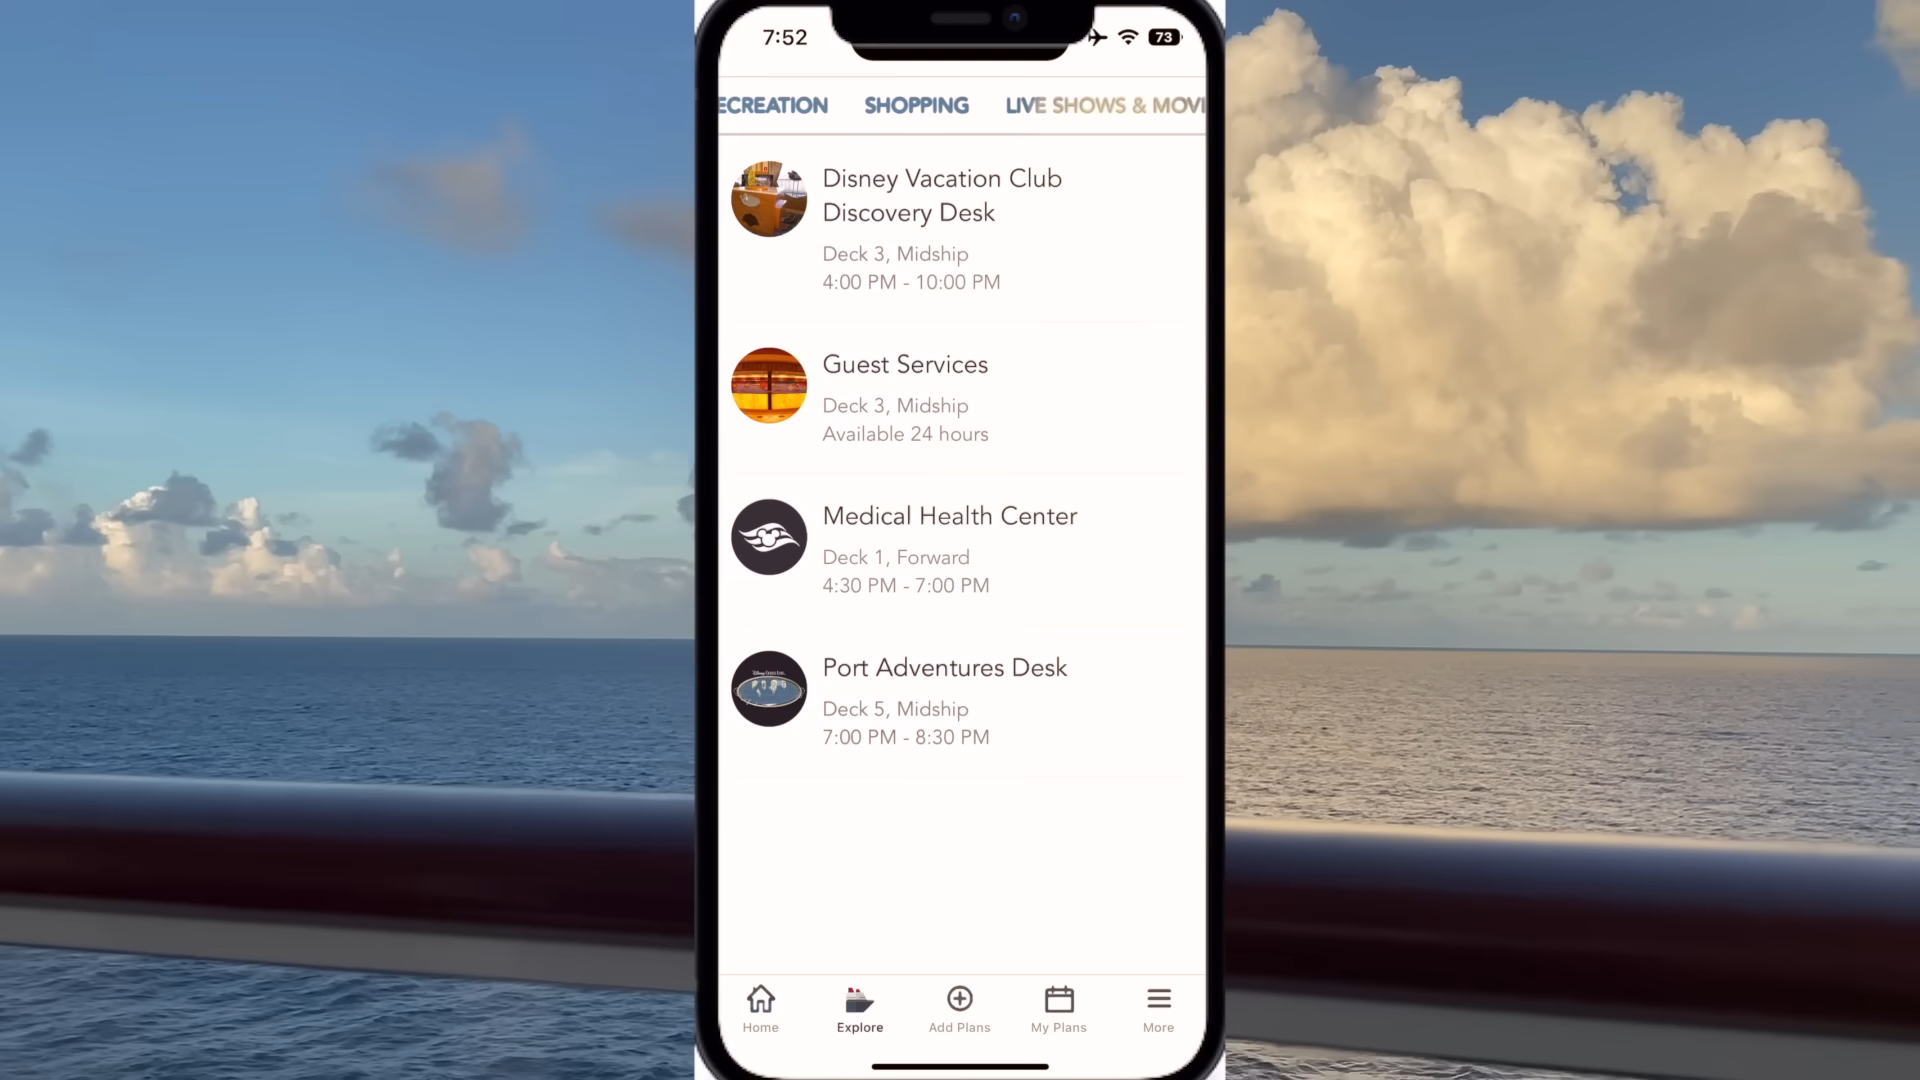 7:52
73
ECREATION
SHOPPING
LIVE SHOWS & MOVI
Disney Vacation Club
Discovery Desk
Deck 3, Midship
4:00 PM - 10:00 PM
Guest Services
Deck 3, Midship
Available 24 hours
Medical Health Center
Deck 1, Forward
4:30 PM - 7:00 PM
Port Adventures Desk
Deck 5, Midship
7:00 PM - 8:30 PM
Home
Explore
Add Plans
My Plans
More